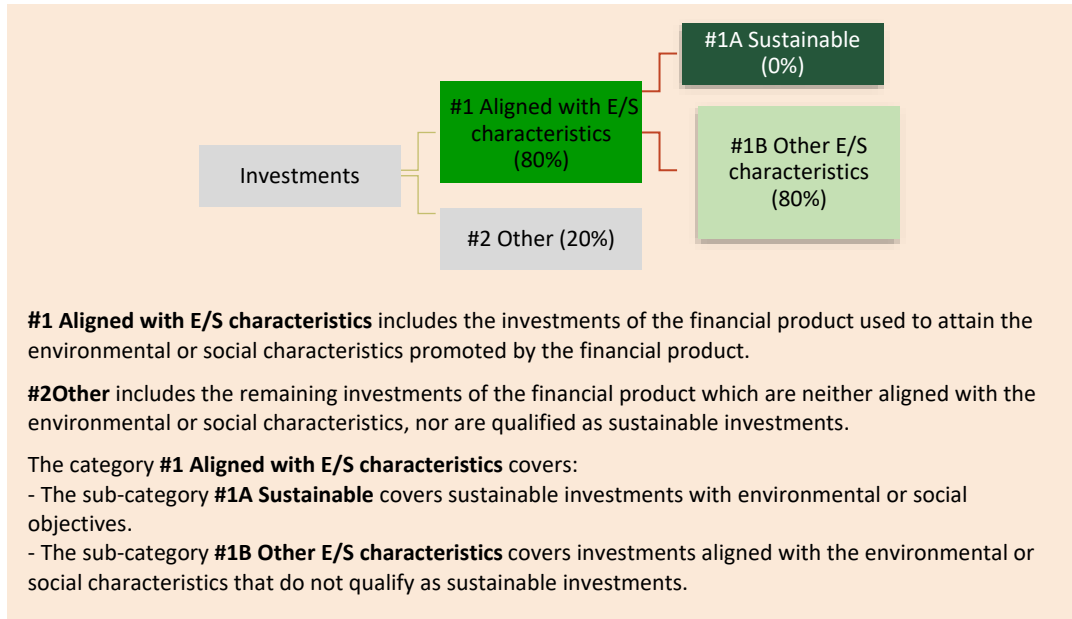 #1A Sustainable
(0%)
#1 Aligned with E/S
characteristics
(80%)
#1B Other E/S
characteristics
(80%)
Investments
#2 Other (20%)
#1 Aligned with E/S characteristics includes the investments of the financial product used to attain the
environmental or social characteristics promoted by the financial product.
#2Other includes the remaining investments of the financial product which are neither aligned with the
environmental or social characteristics, nor are qualified as sustainable investments.
The category #1 Aligned with E/S characteristics covers:
- The sub-category #1A Sustainable covers sustainable investments with environmental or social
objectives.
- The sub-category #1B Other E/S characteristics covers investments aligned with the environmental or
social characteristics that do not qualify as sustainable investments.